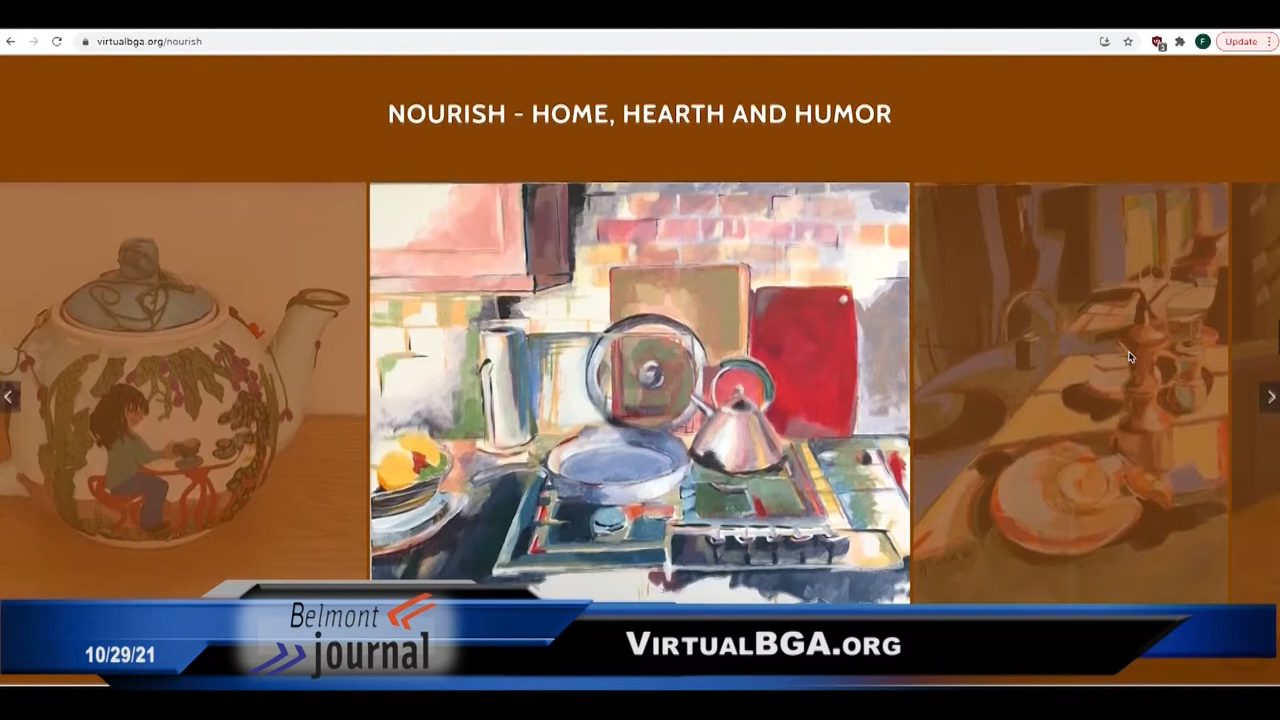 virtualbga.org/nourish
F
Update
NOURISH - HOME, HEARTH AND HUMOR
Belmont
journal
10/29/21
VIRTUALBGA.ORG